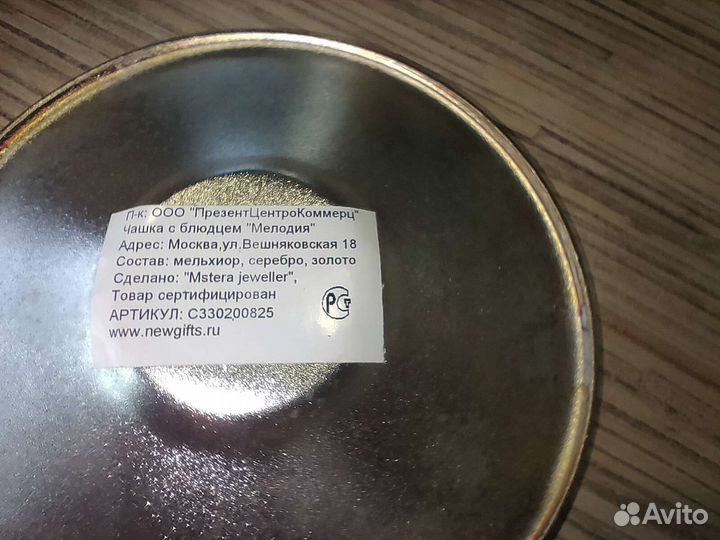 П-к: ООО "ПрезентЦентроКоммерц"
Чашка с блюдцем "Мелодия"
Адрес: Москва,ул.Вешняковская 18
Состав: мельхиор, серебро, золото
Сделано: "Mstera jeweller",
Товар сертифицирован
АРТИКУЛ: С330200825
www.newgifts.ru
РСТ
Avito